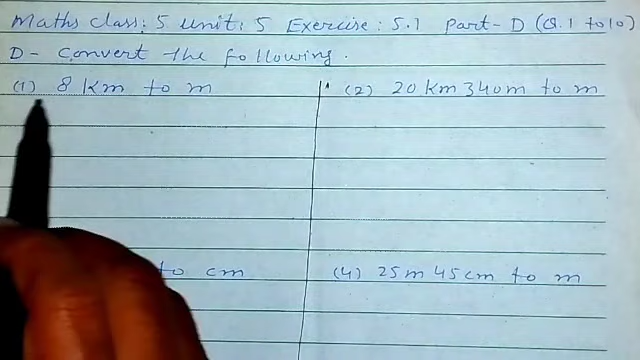 Maths class: 5 unit: 5 Exercise: 5.1 Part-D (Q.1 to 10)
D- Convert the following.
(1) 8 km to m
(2) 20 km 340m to m
to cm
(4) 25m 45cm to m